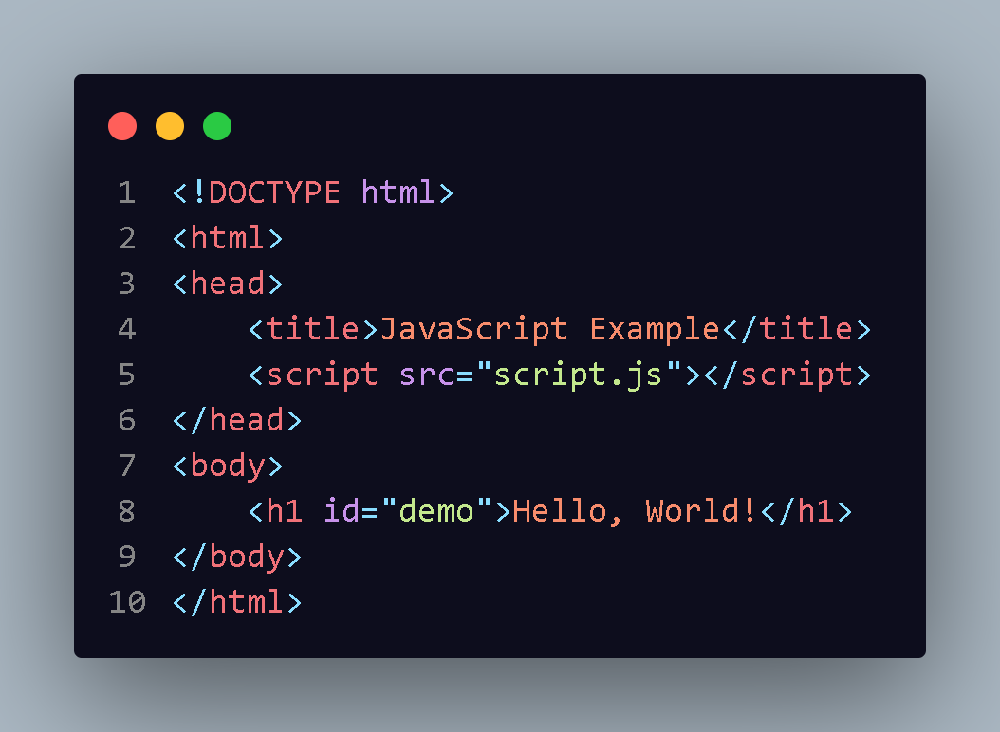 1 <!DOCTYPE html>
2 <html>
3 <head>
4     <title>JavaScript Example</title>
5     <script src="script.js"></script>
6 </head>
7 <body>
8     <h1 id="demo">Hello, World!</h1>
9 </body>
10 </html>